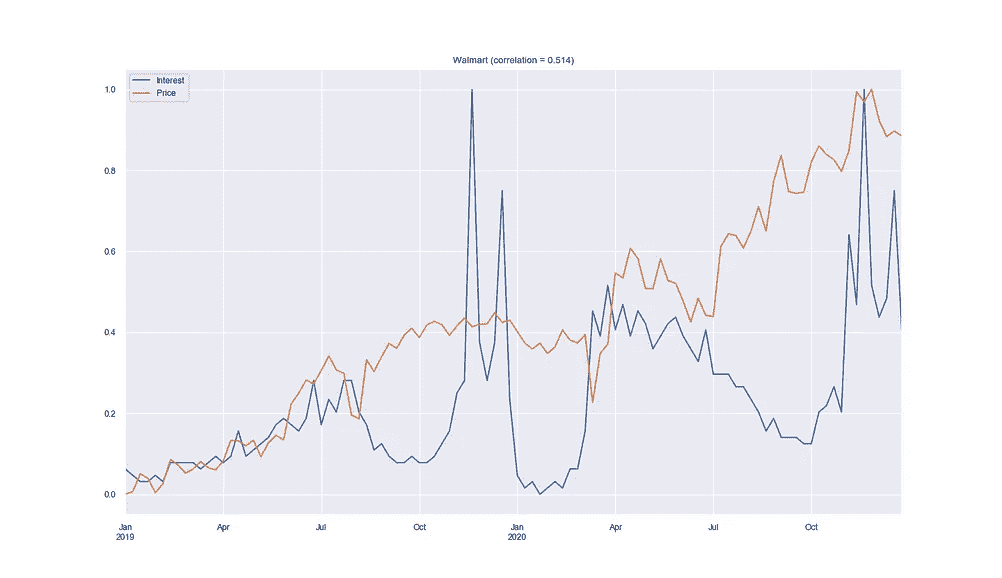 Walmart (correlation = 0.514)
Interest
Price
1.0
0.8
0.6
0.4
0.2
0.0
Jan Apr Jul Oct Jan Apr Jul Oct
2019 2020